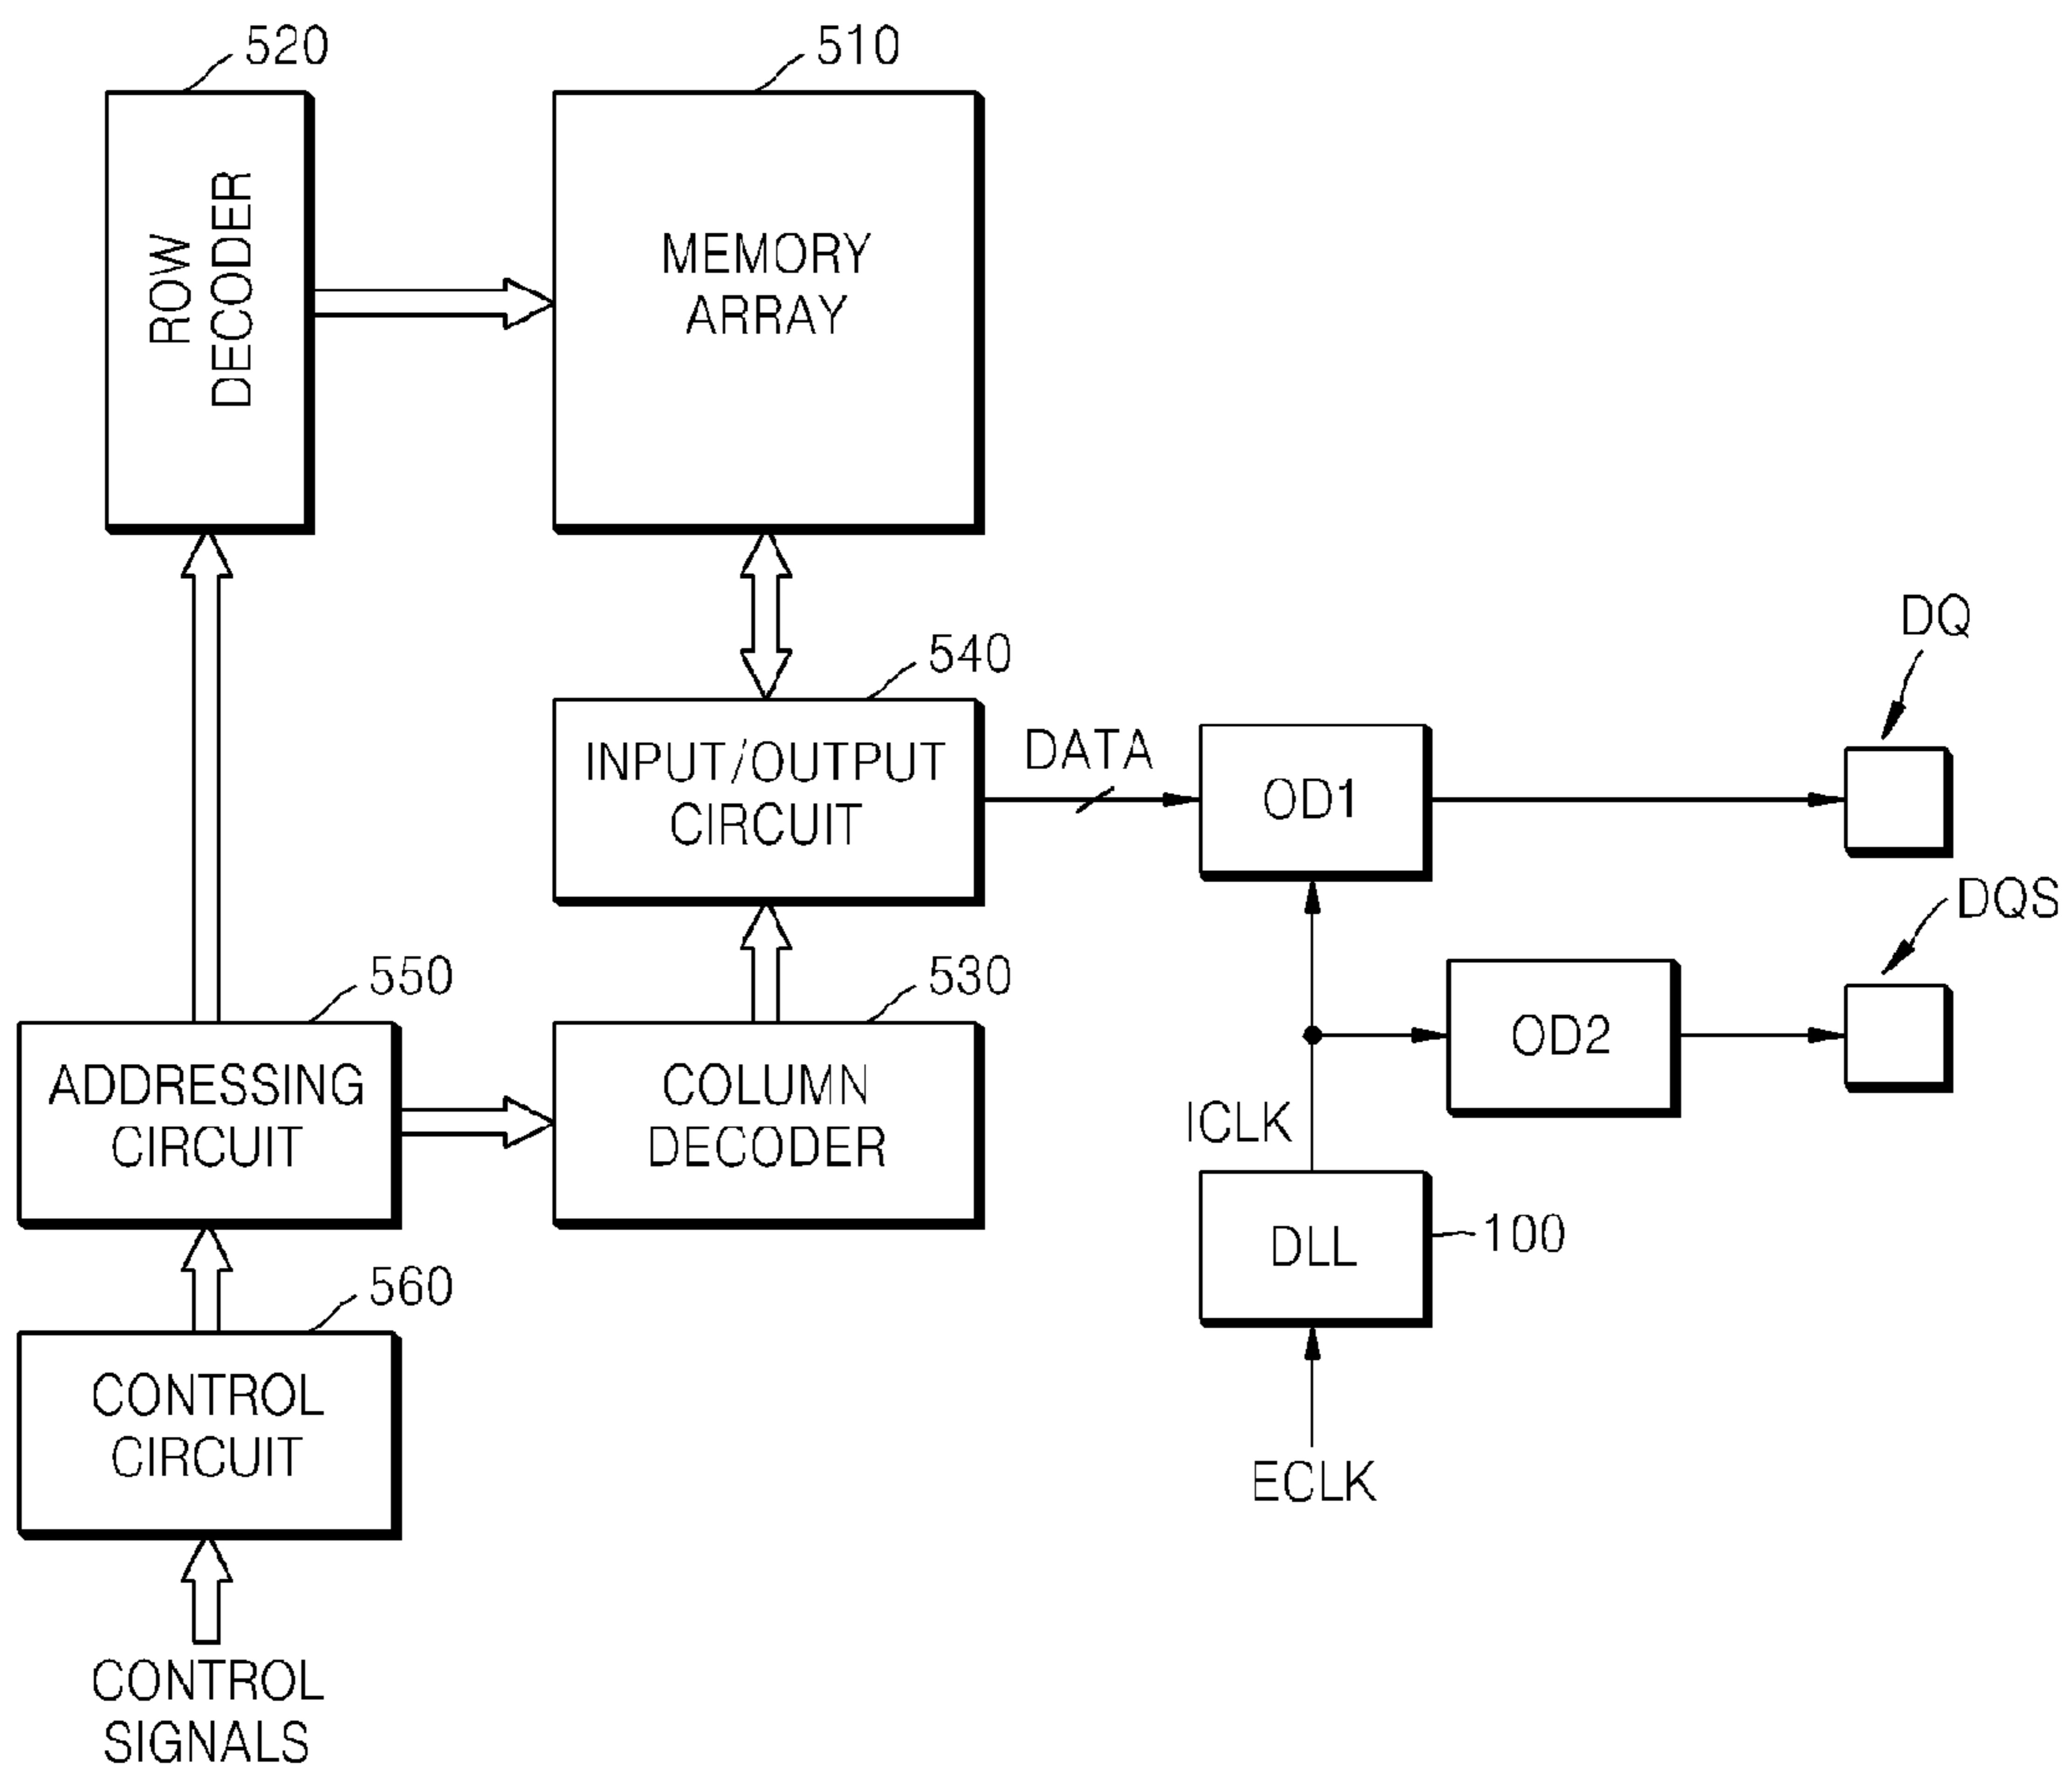 520
510
ROW
DECODER
MEMORY
ARRAY
DQ
540
INPUT/OUTPUT
CIRCUIT
DATA
OD1
DQS
550
530
ADDRESSING
CIRCUIT
COLUMN
DECODER
OD2
ICLK
DLL
100
560
CONTROL
CIRCUIT
ECLK
CONTROL
SIGNALS